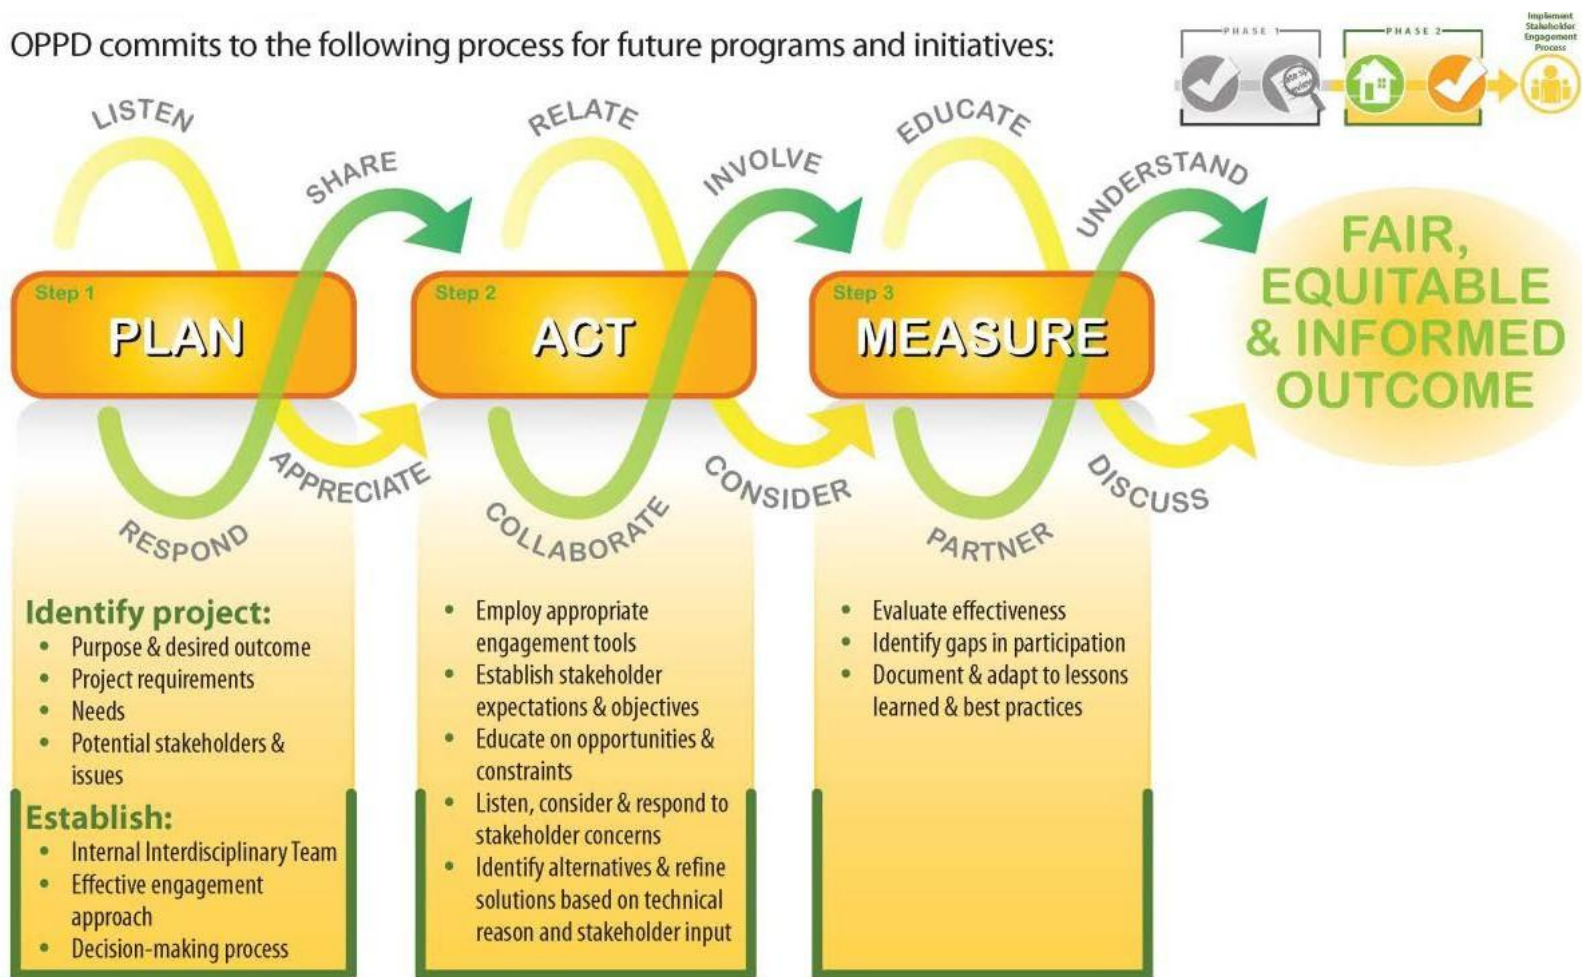 OPPD commits to the following process for future programs and initiatives:
PHASE 1
PHASE 2
Implement
Stakeholder
Engagement
Process
LISTEN
SHARE
RELATE
INVOLVE
EDUCATE
UNDERSTAND
Step 1
PLAN
Step 2
ACT
Step 3
MEASURE
FAIR,
EQUITABLE
& INFORMED
OUTCOME
RESPOND
APPRECIATE
COLLABORATE
CONSIDER
PARTNER
DISCUSS
Identify project:
• Purpose & desired outcome
• Project requirements
• Needs
• Potential stakeholders &
issues
Establish:
• Internal Interdisciplinary Team
• Effective engagement
approach
• Decision-making process
• Employ appropriate
engagement tools
• Establish stakeholder
expectations & objectives
• Educate on opportunities &
constraints
• Listen, consider & respond to
stakeholder concerns
• Identify alternatives & refine
solutions based on technical
reason and stakeholder input
• Evaluate effectiveness
• Identify gaps in participation
• Document & adapt to lessons
learned & best practices